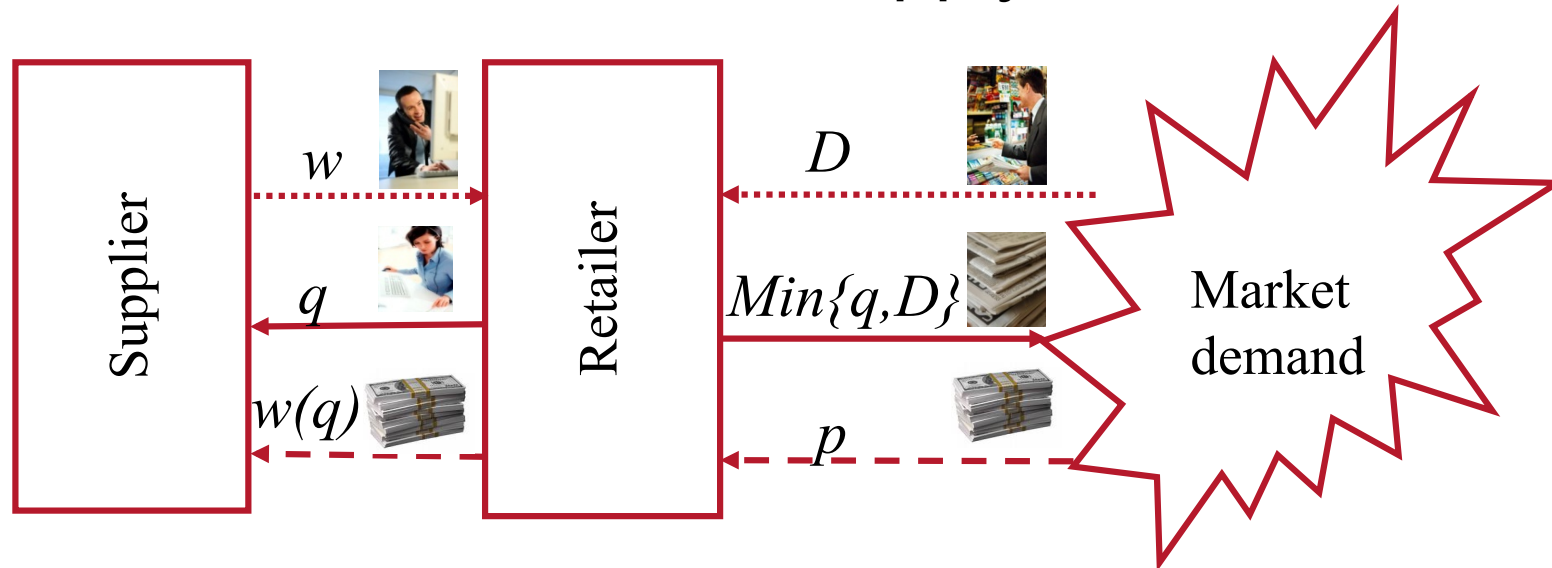 Supplier
w
q
w(q)
Retailer
D
Min{q,D}
p
Market
demand